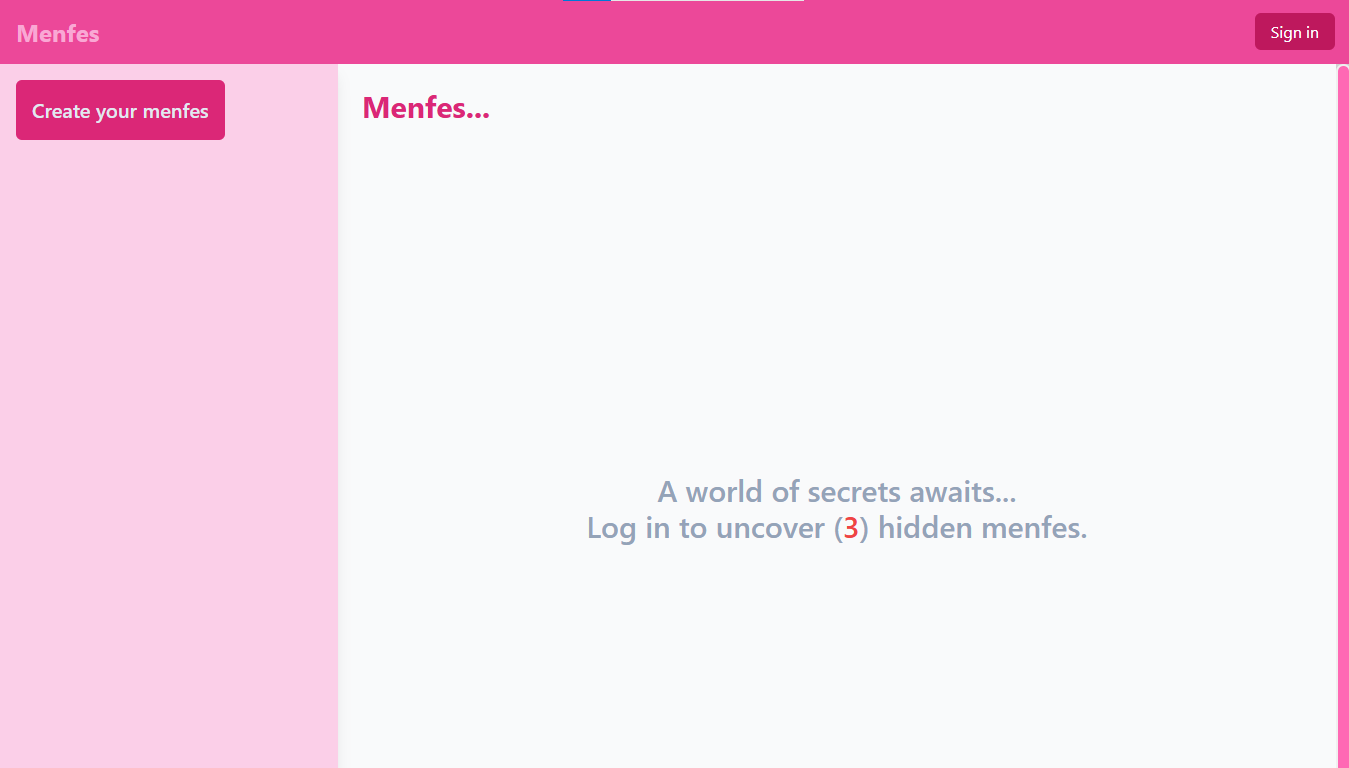 Menfes
Sign in
Create your menfes
Menfes...
A world of secrets awaits...
Log in to uncover (3) hidden menfes.